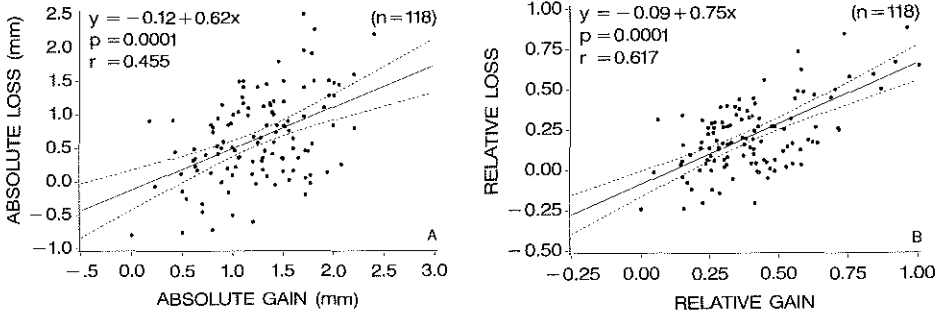 y = −0.12 + 0.62x (n = 118)
p = 0.0001
r = 0.455
ABSOLUTE LOSS (mm)
2.5
2.0
1.5
1.0
0.5
0.0
−0.5
−1.0
A
−.5 0.0 0.5 1.0 1.5 2.0 2.5 3.0
ABSOLUTE GAIN (mm)
y = −0.09 + 0.75x (n = 118)
p = 0.0001
r = 0.617
RELATIVE LOSS
1.00
0.75
0.50
0.25
0.00
−0.25
−0.50
B
−0.25 0.00 0.25 0.50 0.75 1.00
RELATIVE GAIN